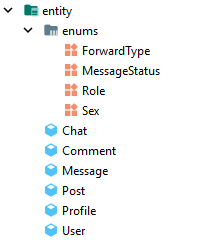 entity
enums
ForwardType
MessageStatus
Role
Sex
Chat
Comment
Message
Post
Profile
User